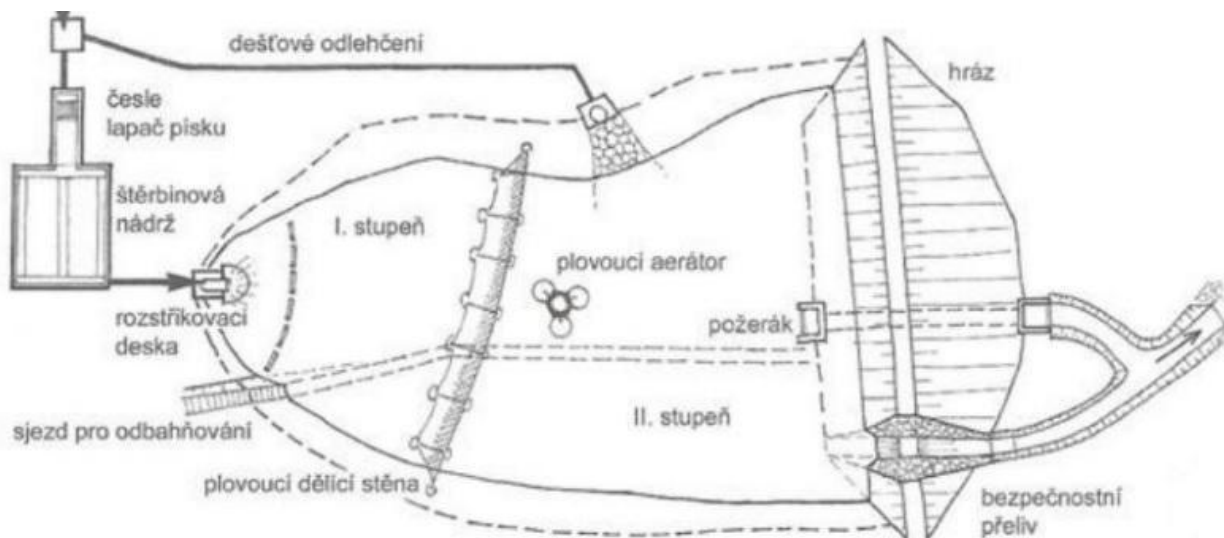 dešťové odlehčení
hráz
česle
lapač písku
štěrbinová
nádrž
I. stupeň
plovoucí aerátor
rozstřikovací
deska
požerák
II. stupeň
sjezd pro odbahňování
plovoucí dělící stěna
bezpečnostní
přeliv